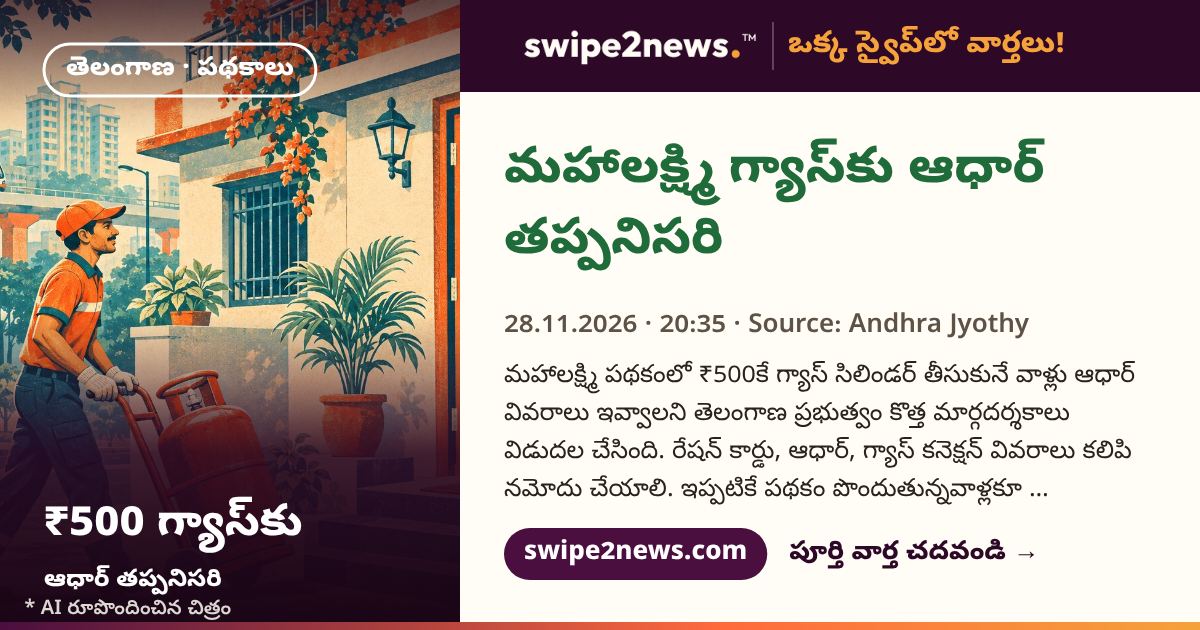 తెలంగాణ · పథకాలు
₹500 గ్యాస్‌కు
ఆధార్ తప్పనిసరి
* AI రూపొందించిన చిత్రం
swipe2news.™ ఒక్క స్వైప్‌లో వార్తలు!
మహాలక్ష్మి గ్యాస్‌కు ఆధార్
తప్పనిసరి
28.11.2026 · 20:35 · Source: Andhra Jyothy
మహాలక్ష్మి పథకంలో ₹500కే గ్యాస్ సిలిండర్ తీసుకునే వాళ్లు ఆధార్
వివరాలు ఇవ్వాలని తెలంగాణ ప్రభుత్వం కొత్త మార్గదర్శకాలు
విడుదల చేసింది. రేషన్ కార్డు, ఆధార్, గ్యాస్ కనెక్షన్ వివరాలు కలిపి
నమోదు చేయాలి. ఇప్పటికే పథకం పొందుతున్నవాళ్లకూ ...
swipe2news.com పూర్తి వార్త చదవండి →